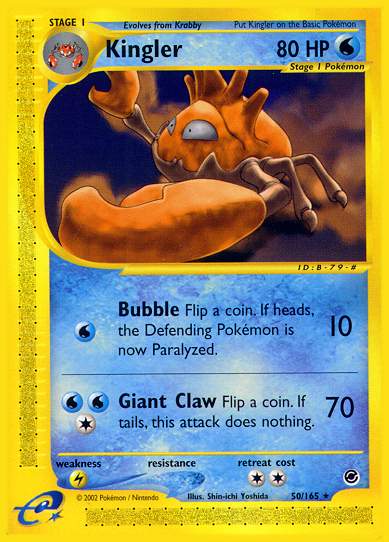 STAGE 1
Evolves from Krabby
Put Kingler on the Basic Pokémon
Kingler
80 HP
Stage 1 Pokémon
ID:B-79-#
Bubble Flip a coin. If heads,
the Defending Pokémon is
now Paralyzed.
10
Giant Claw Flip a coin. If
tails, this attack does nothing.
70
weakness
resistance
retreat cost
© 2002 Pokémon / Nintendo
Illus. Shin-ichi Yoshida
50/165 ★
e